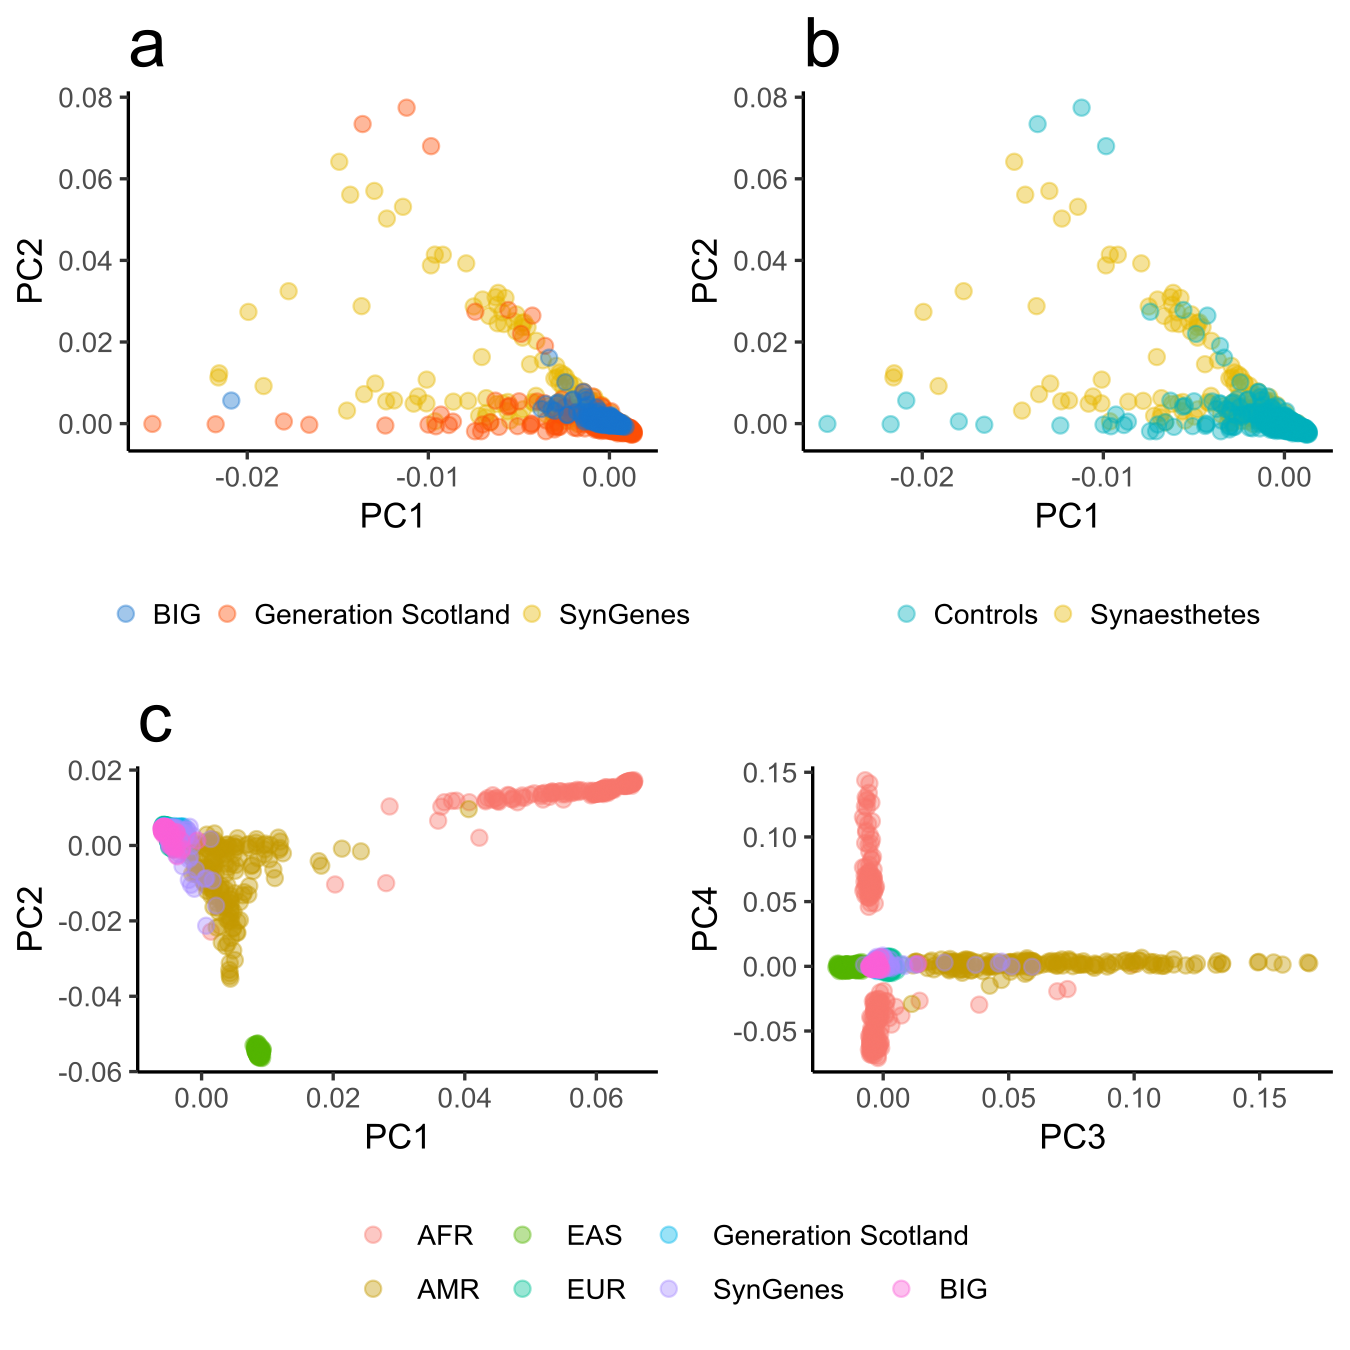 a
0.08
0.06
0.04
0.02
0.00
PC2
-0.02 -0.01 0.00
PC1
BIG Generation Scotland SynGenes
b
0.08
0.06
0.04
0.02
0.00
PC2
-0.02 -0.01 0.00
PC1
Controls Synaesthetes
c
0.02
0.00
-0.02
-0.04
-0.06
PC2
0.00 0.02 0.04 0.06
PC1
0.15
0.10
0.05
0.00
-0.05
PC4
0.00 0.05 0.10 0.15
PC3
AFR EAS Generation Scotland
AMR EUR SynGenes BIG